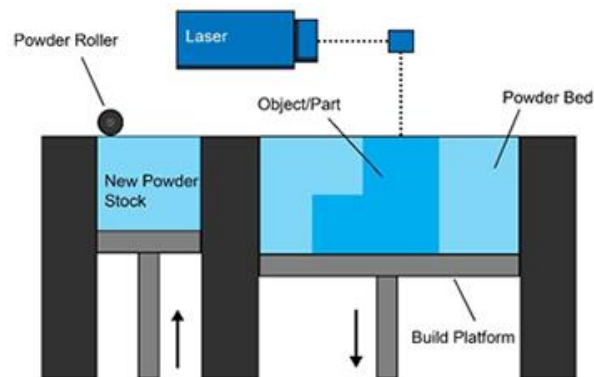 Powder Roller
Laser
Object/Part
Powder Bed
New Powder
Stock
Build Platform